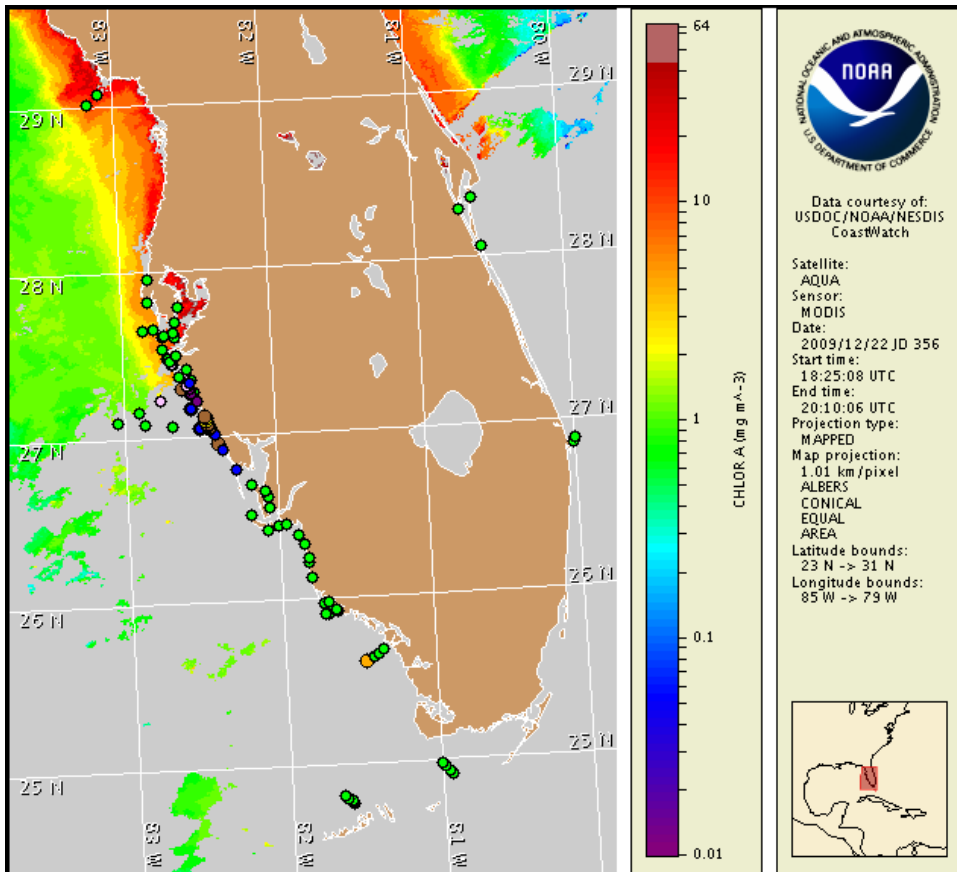 83 W
82 W
81 W
80 W
29 N
29 N
28 N
28 N
27 N
27 N
26 N
26 N
25 N
25 N
83 W
82 W
81 W
64
10
1
0.1
0.01
CHLOR A (mg m^-3)
NATIONAL OCEANIC AND ATMOSPHERIC ADMINISTRATION
NOAA
U.S. DEPARTMENT OF COMMERCE
Data courtesy of:
USDOC/NOAA/NESDIS
CoastWatch
Satellite:
AQUA
Sensor:
MODIS
Date:
2009/12/22 JD 356
Start time:
18:25:08 UTC
End time:
20:10:06 UTC
Projection type:
MAPPED
Map projection:
1.01 km/pixel
ALBERS
CONICAL
EQUAL
AREA
Latitude bounds:
23 N -> 31 N
Longitude bounds:
85 W -> 79 W